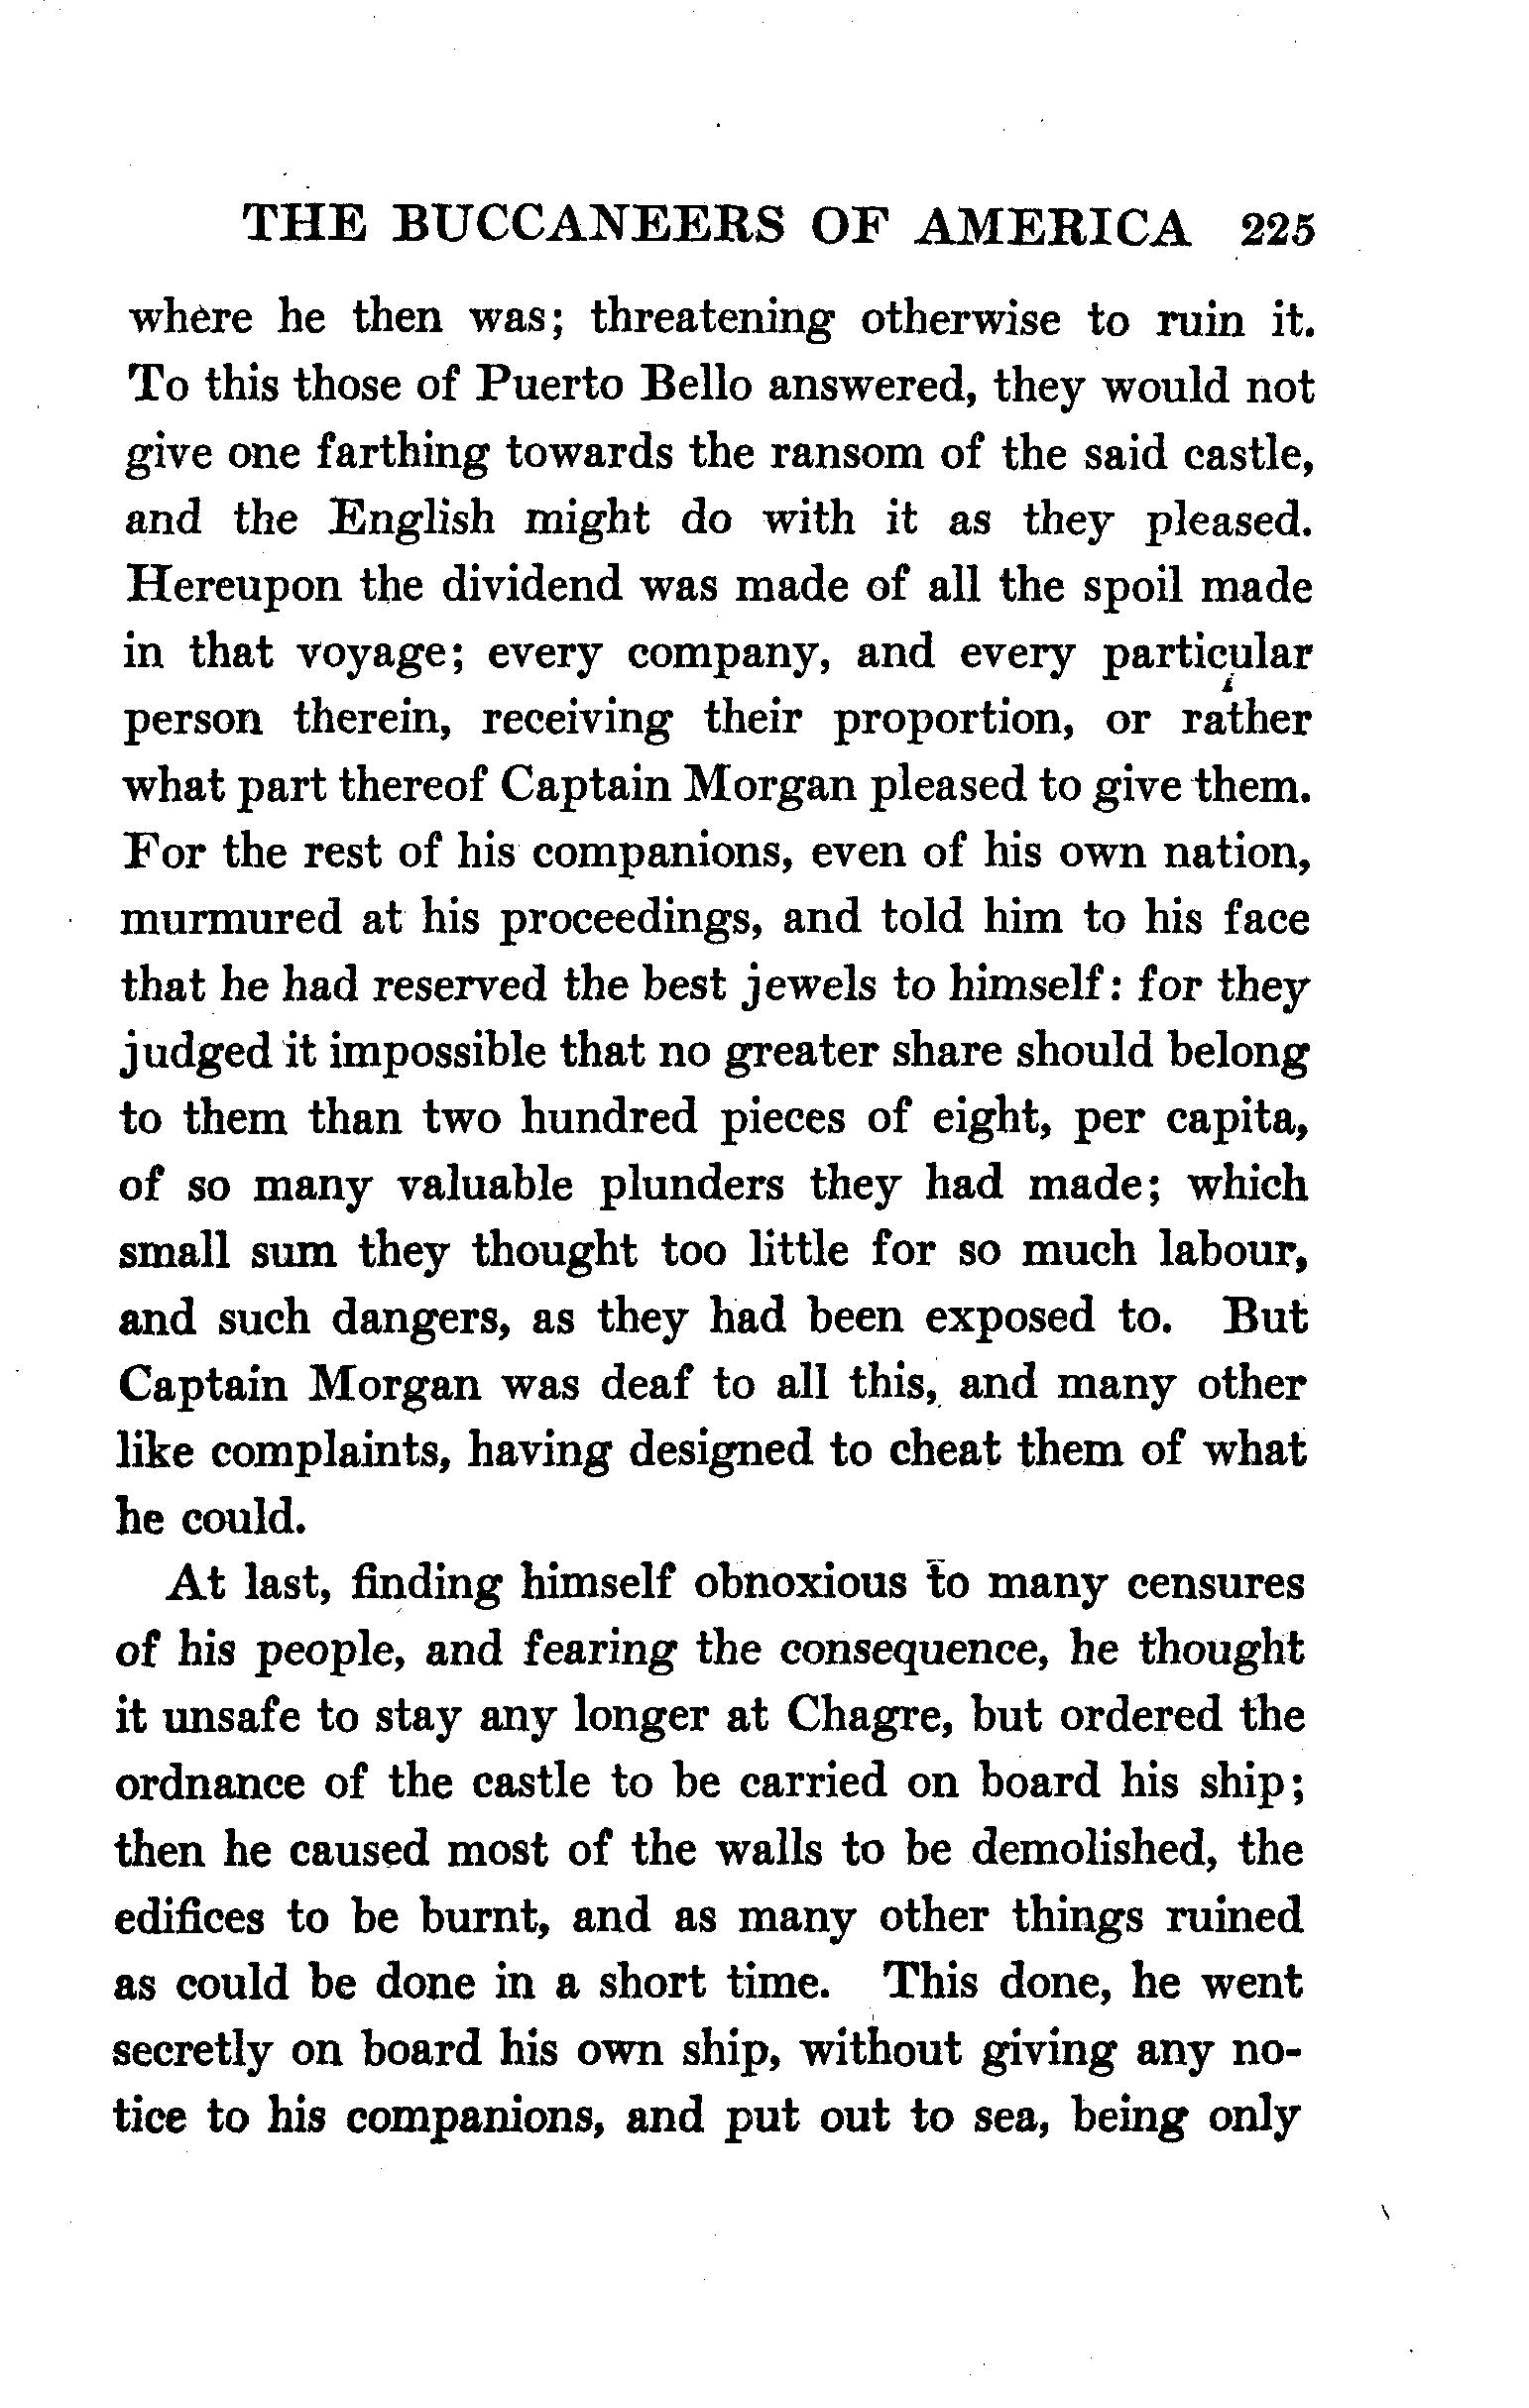 THE BUCCANEERS OF AMERICA 225
where he then was; threatening otherwise to ruin it.
To this those of Puerto Bello answered, they would not
give one farthing towards the ransom of the said castle,
and the English might do with it as they pleased.
Hereupon the dividend was made of all the spoil made
in that voyage; every company, and every particular
person therein, receiving their proportion, or rather
what part thereof Captain Morgan pleased to give them.
For the rest of his companions, even of his own nation,
murmured at his proceedings, and told him to his face
that he had reserved the best jewels to himself: for they
judged it impossible that no greater share should belong
to them than two hundred pieces of eight, per capita,
of so many valuable plunders they had made; which
small sum they thought too little for so much labour,
and such dangers, as they had been exposed to. But
Captain Morgan was deaf to all this, and many other
like complaints, having designed to cheat them of what
he could.
At last, finding himself obnoxious to many censures
of his people, and fearing the consequence, he thought
it unsafe to stay any longer at Chagre, but ordered the
ordnance of the castle to be carried on board his ship;
then he caused most of the walls to be demolished, the
edifices to be burnt, and as many other things ruined
as could be done in a short time. This done, he went
secretly on board his own ship, without giving any no-
tice to his companions, and put out to sea, being only